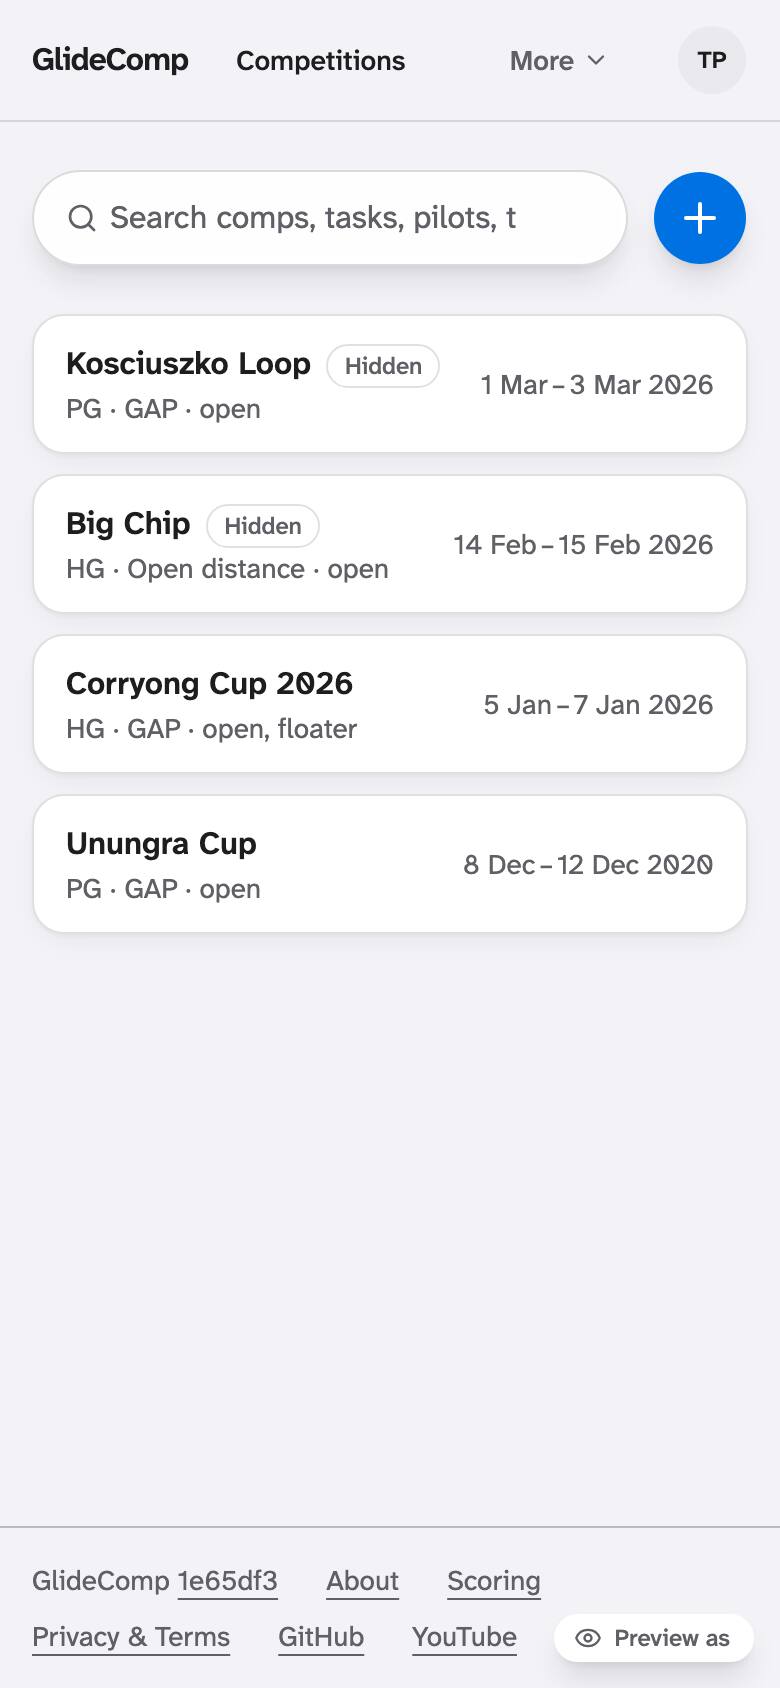 GlideComp Competitions More TP
Search comps, tasks, pilots, t
Kosciuszko Loop Hidden
PG · GAP · open
1 Mar – 3 Mar 2026
Big Chip Hidden
HG · Open distance · open
14 Feb – 15 Feb 2026
Corryong Cup 2026
HG · GAP · open, floater
5 Jan – 7 Jan 2026
Unungra Cup
PG · GAP · open
8 Dec – 12 Dec 2020
GlideComp 1e65df3 About Scoring
Privacy & Terms GitHub YouTube Preview as